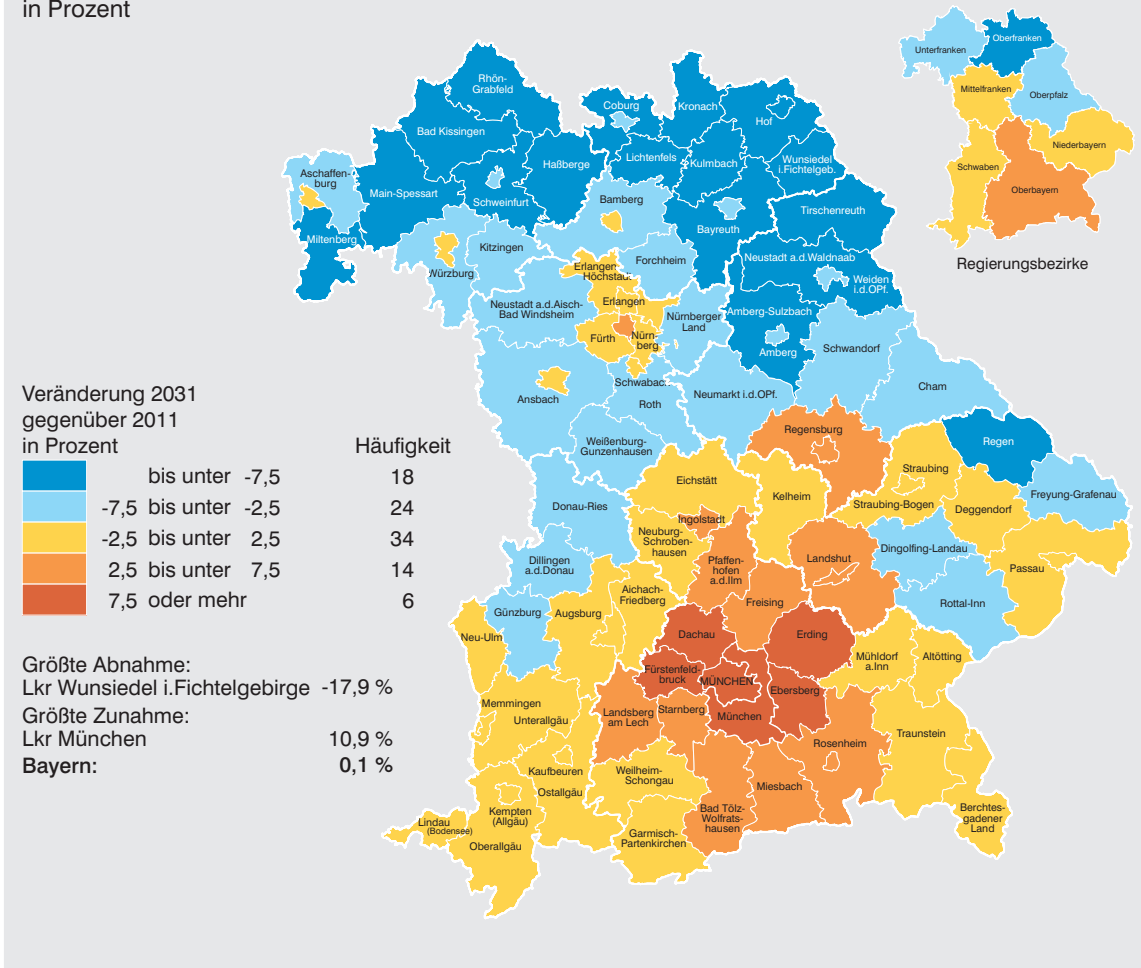 in Prozent
Unterfranken
Oberfranken
Mittelfranken
Oberpfalz
Niederbayern
Schwaben
Oberbayern
Regierungsbezirke
Rhön-
Grabfeld
Coburg
Kronach
Hof
Bad Kissingen
Lichtenfels
Kulmbach
Wunsiedel
i.Fichtelgeb.
Haßberge
Aschaffen-
burg
Main-Spessart
Schweinfurt
Bamberg
Bayreuth
Tirschenreuth
Miltenberg
Würzburg
Kitzingen
Forchheim
Neustadt a.d.Waldnaab
Weiden
i.d.OPf.
Erlangen-
Höchstadt
Erlangen
Neustadt a.d.Aisch-
Bad Windsheim
Nürnberger
Land
Amberg-Sulzbach
Amberg
Fürth
Nürn-
berg
Schwandorf
Cham
Ansbach
Schwabach
Roth
Neumarkt i.d.OPf.
Weißenburg-
Gunzenhausen
Regensburg
Regen
Straubing
Freyung-Grafenau
Eichstätt
Kelheim
Straubing-Bogen
Deggendorf
Donau-Ries
Ingolstadt
Neuburg-
Schroben-
hausen
Pfaffen-
hofen
a.d.Ilm
Landshut
Dingolfing-Landau
Passau
Dillingen
a.d.Donau
Aichach-
Friedberg
Freising
Rottal-Inn
Günzburg
Augsburg
Dachau
Erding
Neu-Ulm
Mühldorf
a.Inn
Altötting
Fürstenfeld-
bruck
MÜNCHEN
Ebersberg
Memmingen
Unterallgäu
Landsberg
am Lech
Starnberg
München
Rosenheim
Traunstein
Kaufbeuren
Ostallgäu
Weilheim-
Schongau
Miesbach
Bad Tölz-
Wolfrats-
hausen
Berchtes-
gadener
Land
Kempten
(Allgäu)
Lindau
(Bodensee)
Oberallgäu
Garmisch-
Partenkirchen
Veränderung 2031
gegenüber 2011
in Prozent Häufigkeit
bis unter -7,5 18
-7,5 bis unter -2,5 24
-2,5 bis unter 2,5 34
2,5 bis unter 7,5 14
7,5 oder mehr 6
Größte Abnahme:
Lkr Wunsiedel i.Fichtelgebirge -17,9 %
Größte Zunahme:
Lkr München 10,9 %
Bayern: 0,1 %